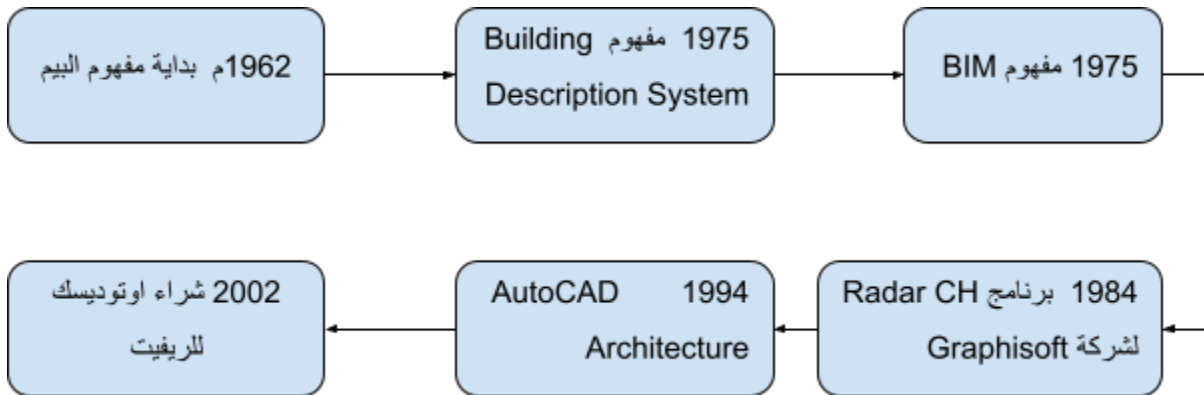 1962م بداية مفهوم البيم
1975 مفهوم Building
Description System
1975 مفهوم BIM
1984 برنامج Radar CH
لشركة Graphisoft
1994 AutoCAD
Architecture
2002 شراء اوتوديسك
للريفيت